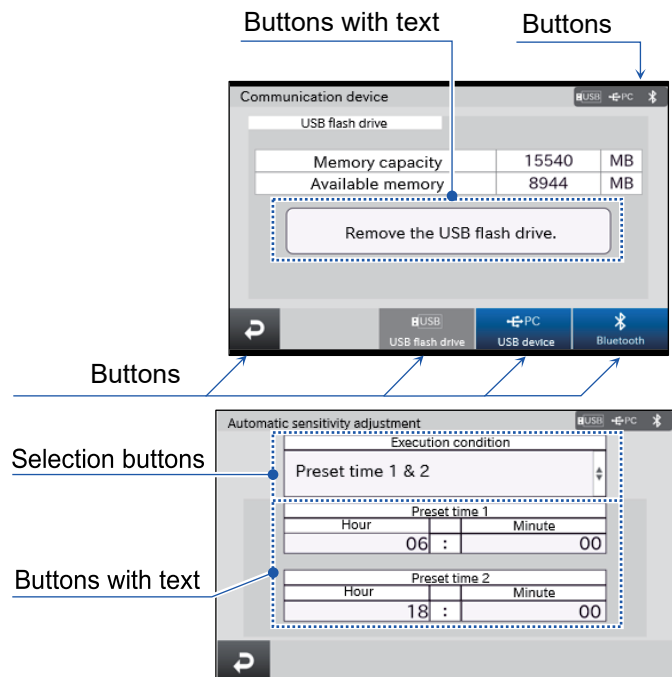 Buttons with text
Buttons
Communication device
USB PC
USB flash drive
Memory capacity 15540 MB
Available memory 8944 MB
Remove the USB flash drive.
USB PC
USB flash drive USB device Bluetooth
Buttons
Automatic sensitivity adjustment
USB PC
Execution condition
Selection buttons
Preset time 1 & 2
Preset time 1
Hour Minute
06 : 00
Buttons with text
Preset time 2
Hour Minute
18 : 00